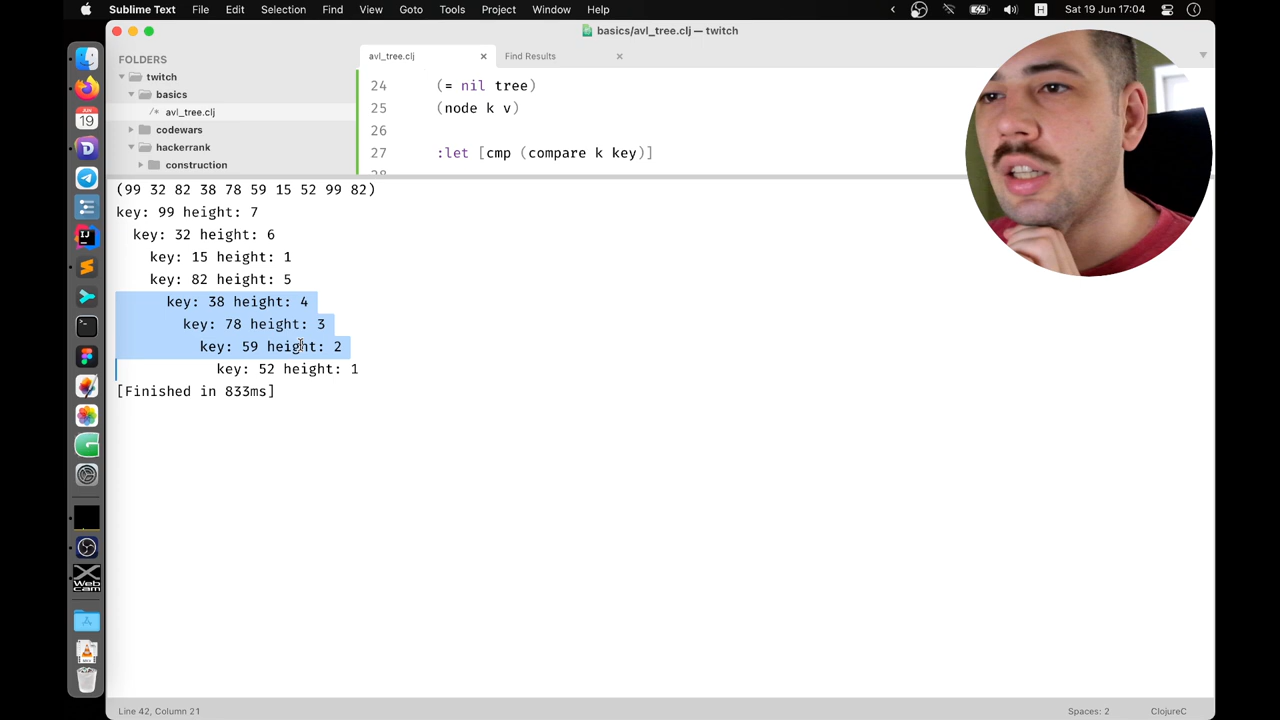 Sublime Text File Edit Selection Find View Goto Tools Project Window Help H Sat 19 Jun 17:04
basics/avl_tree.clj — twitch
FOLDERS
twitch
basics
/* avl_tree.clj
codewars
hackerrank
construction
avl_tree.clj Find Results
24 (= nil tree)
25 (node k v)
26
27 :let [cmp (compare k key)]
(99 32 82 38 78 59 15 52 99 82)
key: 99 height: 7
key: 32 height: 6
key: 15 height: 1
key: 82 height: 5
key: 38 height: 4
key: 78 height: 3
key: 59 height: 2
key: 52 height: 1
[Finished in 833ms]
JUN
19
IJ
Web
cam
Line 42, Column 21 Spaces: 2 ClojureC